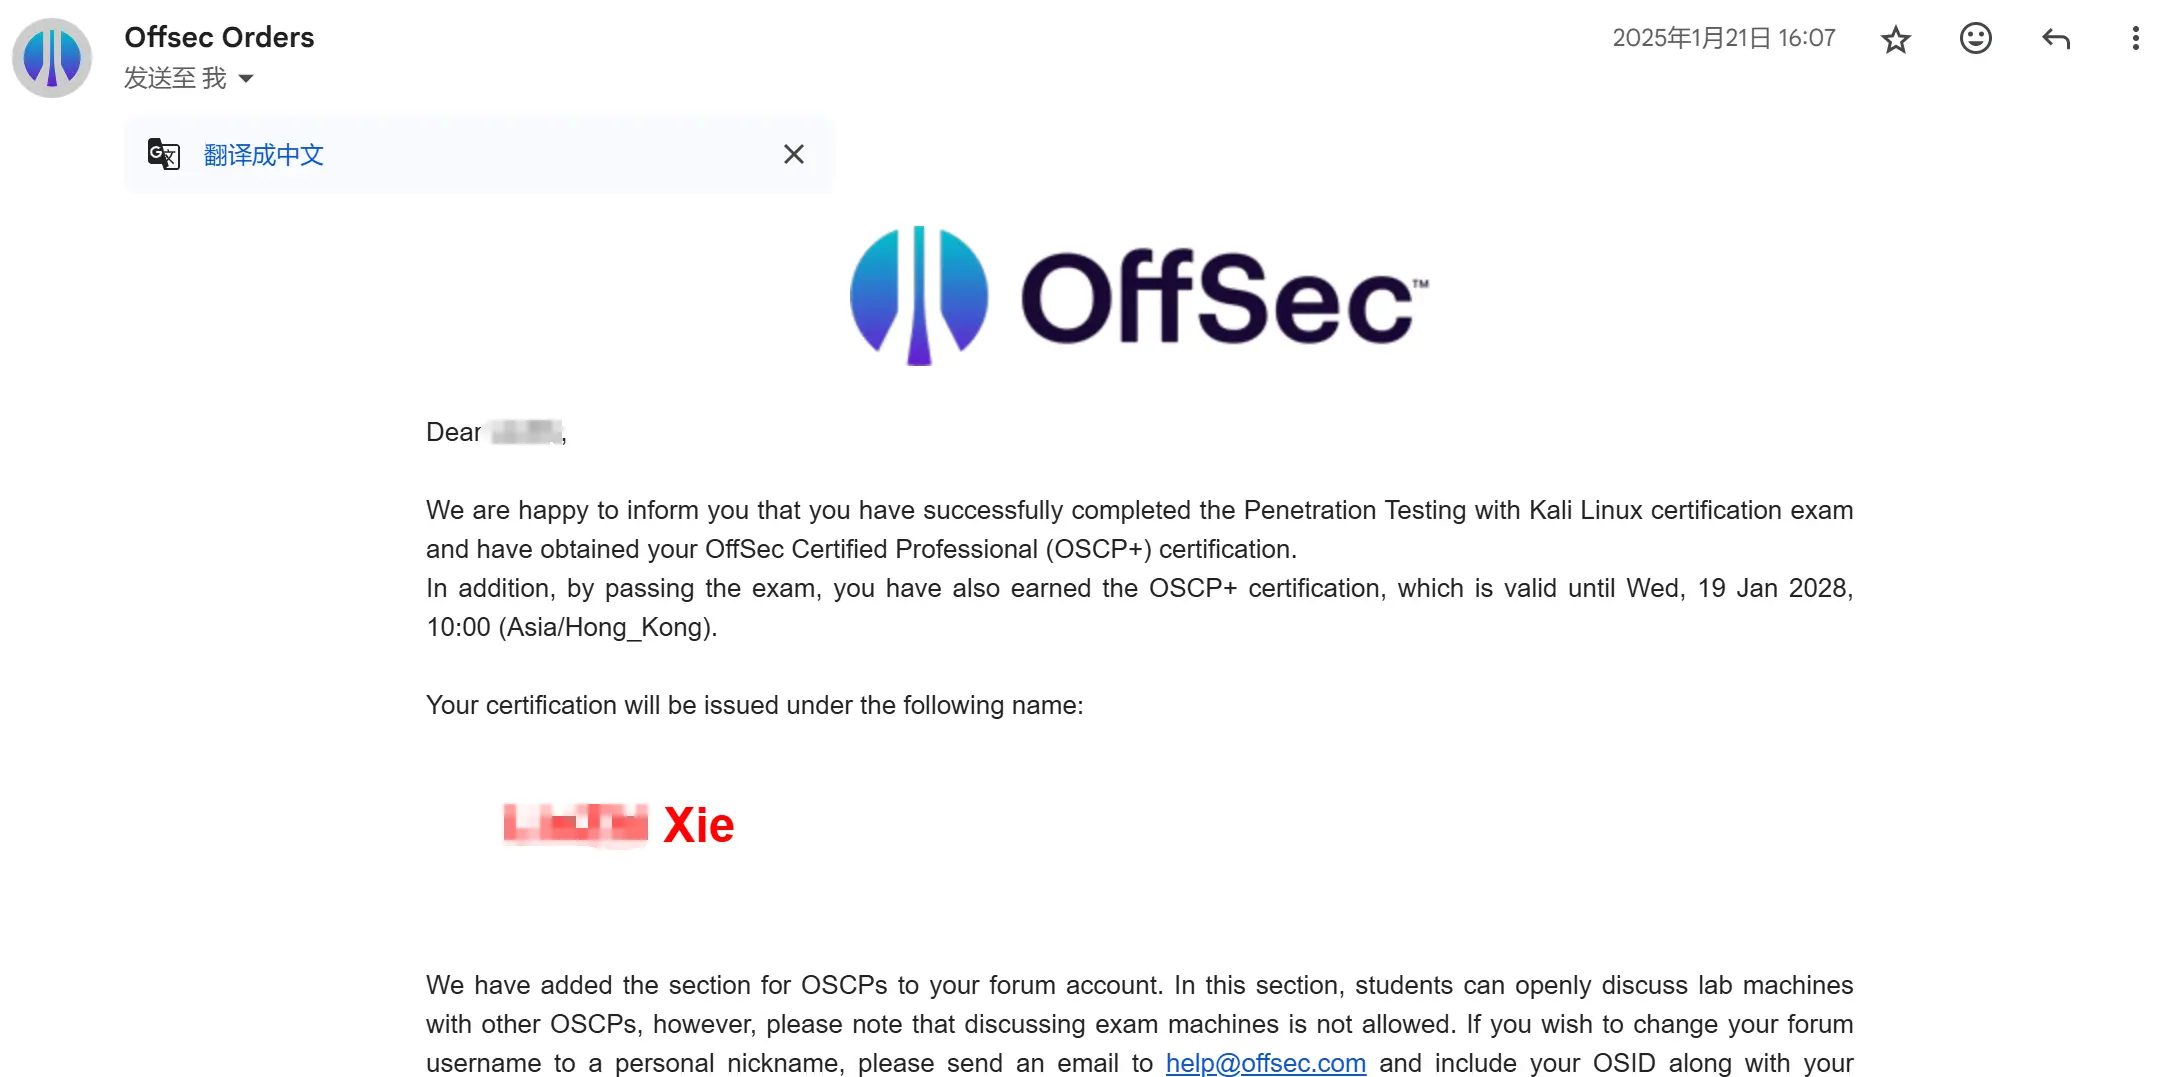 Offsec Orders
2025年1月21日 16:07
发送至 我
翻译成中文
OffSec™
Dear ,
We are happy to inform you that you have successfully completed the Penetration Testing with Kali Linux certification exam
and have obtained your OffSec Certified Professional (OSCP+) certification.
In addition, by passing the exam, you have also earned the OSCP+ certification, which is valid until Wed, 19 Jan 2028,
10:00 (Asia/Hong_Kong).
Your certification will be issued under the following name:
Xie
We have added the section for OSCPs to your forum account. In this section, students can openly discuss lab machines
with other OSCPs, however, please note that discussing exam machines is not allowed. If you wish to change your forum
username to a personal nickname, please send an email to help@offsec.com and include your OSID along with your